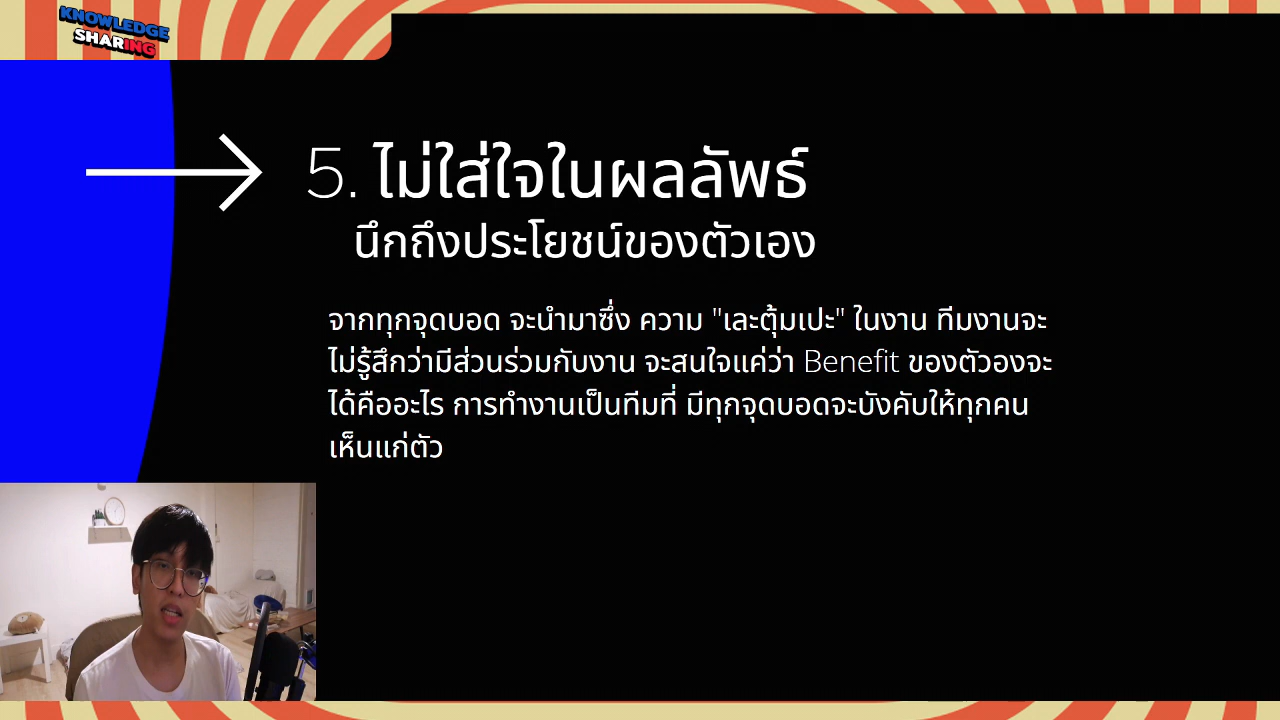 KNOWLEDGE
SHARING
5. ไม่ใส่ใจในผลลัพธ์
นึกถึงประโยชน์ของตัวเอง
จากทุกจุดบอด จะนำมาซึ่ง ความ "เละตุ้มเปะ" ในงาน ทีมงานจะ
ไม่รู้สึกว่ามีส่วนร่วมกับงาน จะสนใจแค่ว่า Benefit ของตัวองจะ
ได้คืออะไร การทำงานเป็นทีมที่ มีทุกจุดบอดจะบังคับให้ทุกคน
เห็นแก่ตัว